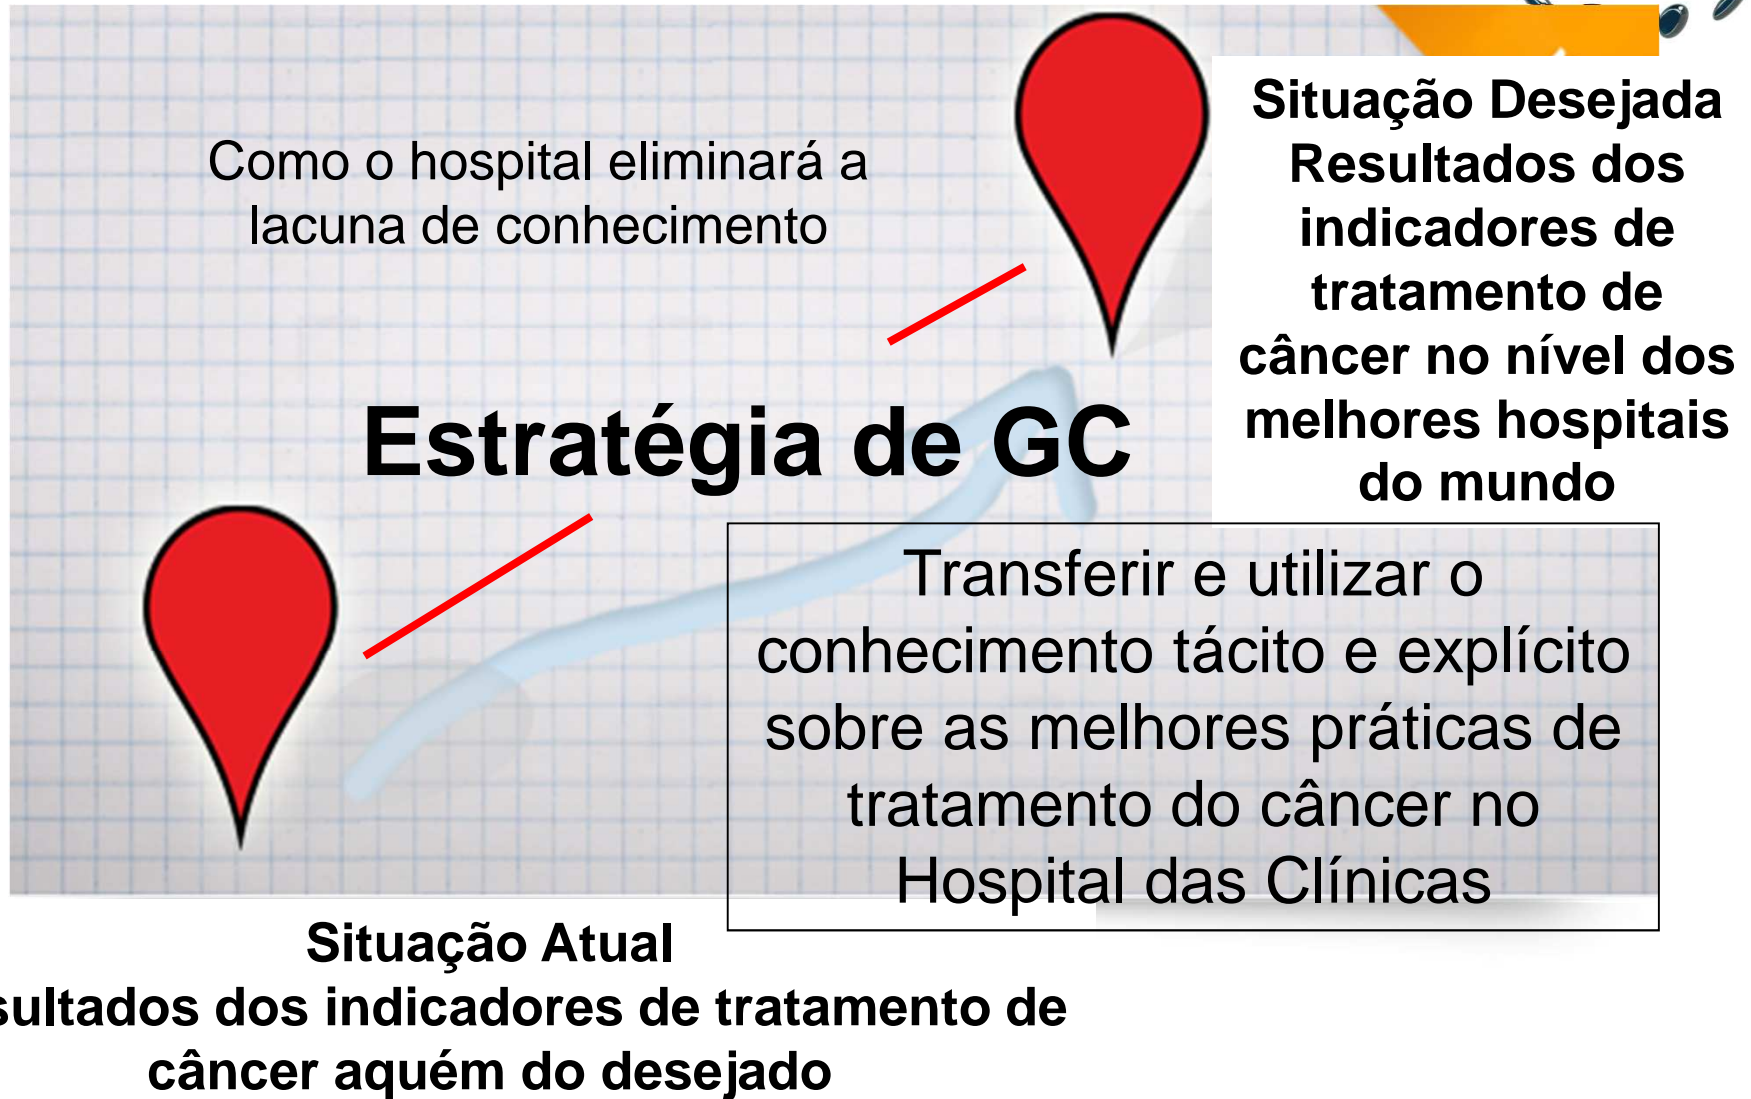 Como o hospital eliminará a
lacuna de conhecimento
Situação Desejada
Resultados dos
indicadores de
tratamento de
câncer no nível dos
melhores hospitais
do mundo
Estratégia de GC
Transferir e utilizar o
conhecimento tácito e explícito
sobre as melhores práticas de
tratamento do câncer no
Hospital das Clínicas
Situação Atual
sultados dos indicadores de tratamento de
câncer aquém do desejado